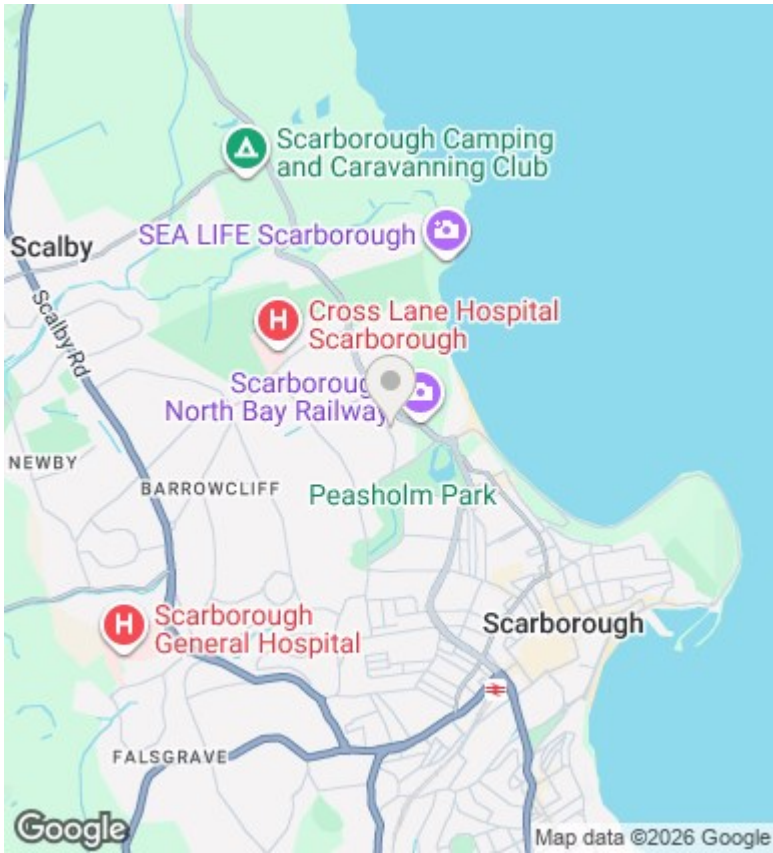 Scarborough Camping
and Caravanning Club
SEA LIFE Scarborough
Scalby
Scalby Rd
H
Cross Lane Hospital
Scarborough
Scarboroug
North Bay Railway
NEWBY
BARROWCLIFF
Peasholm Park
H
Scarborough
General Hospital
Scarborough
FALSGRAVE
Google
Map data ©2026 Google